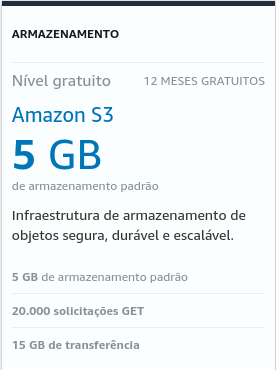 ARMAZENAMENTO
Nível gratuito 12 MESES GRATUITOS
Amazon S3
5 GB
de armazenamento padrão
Infraestrutura de armazenamento de
objetos segura, durável e escalável.
5 GB de armazenamento padrão
20.000 solicitações GET
15 GB de transferência